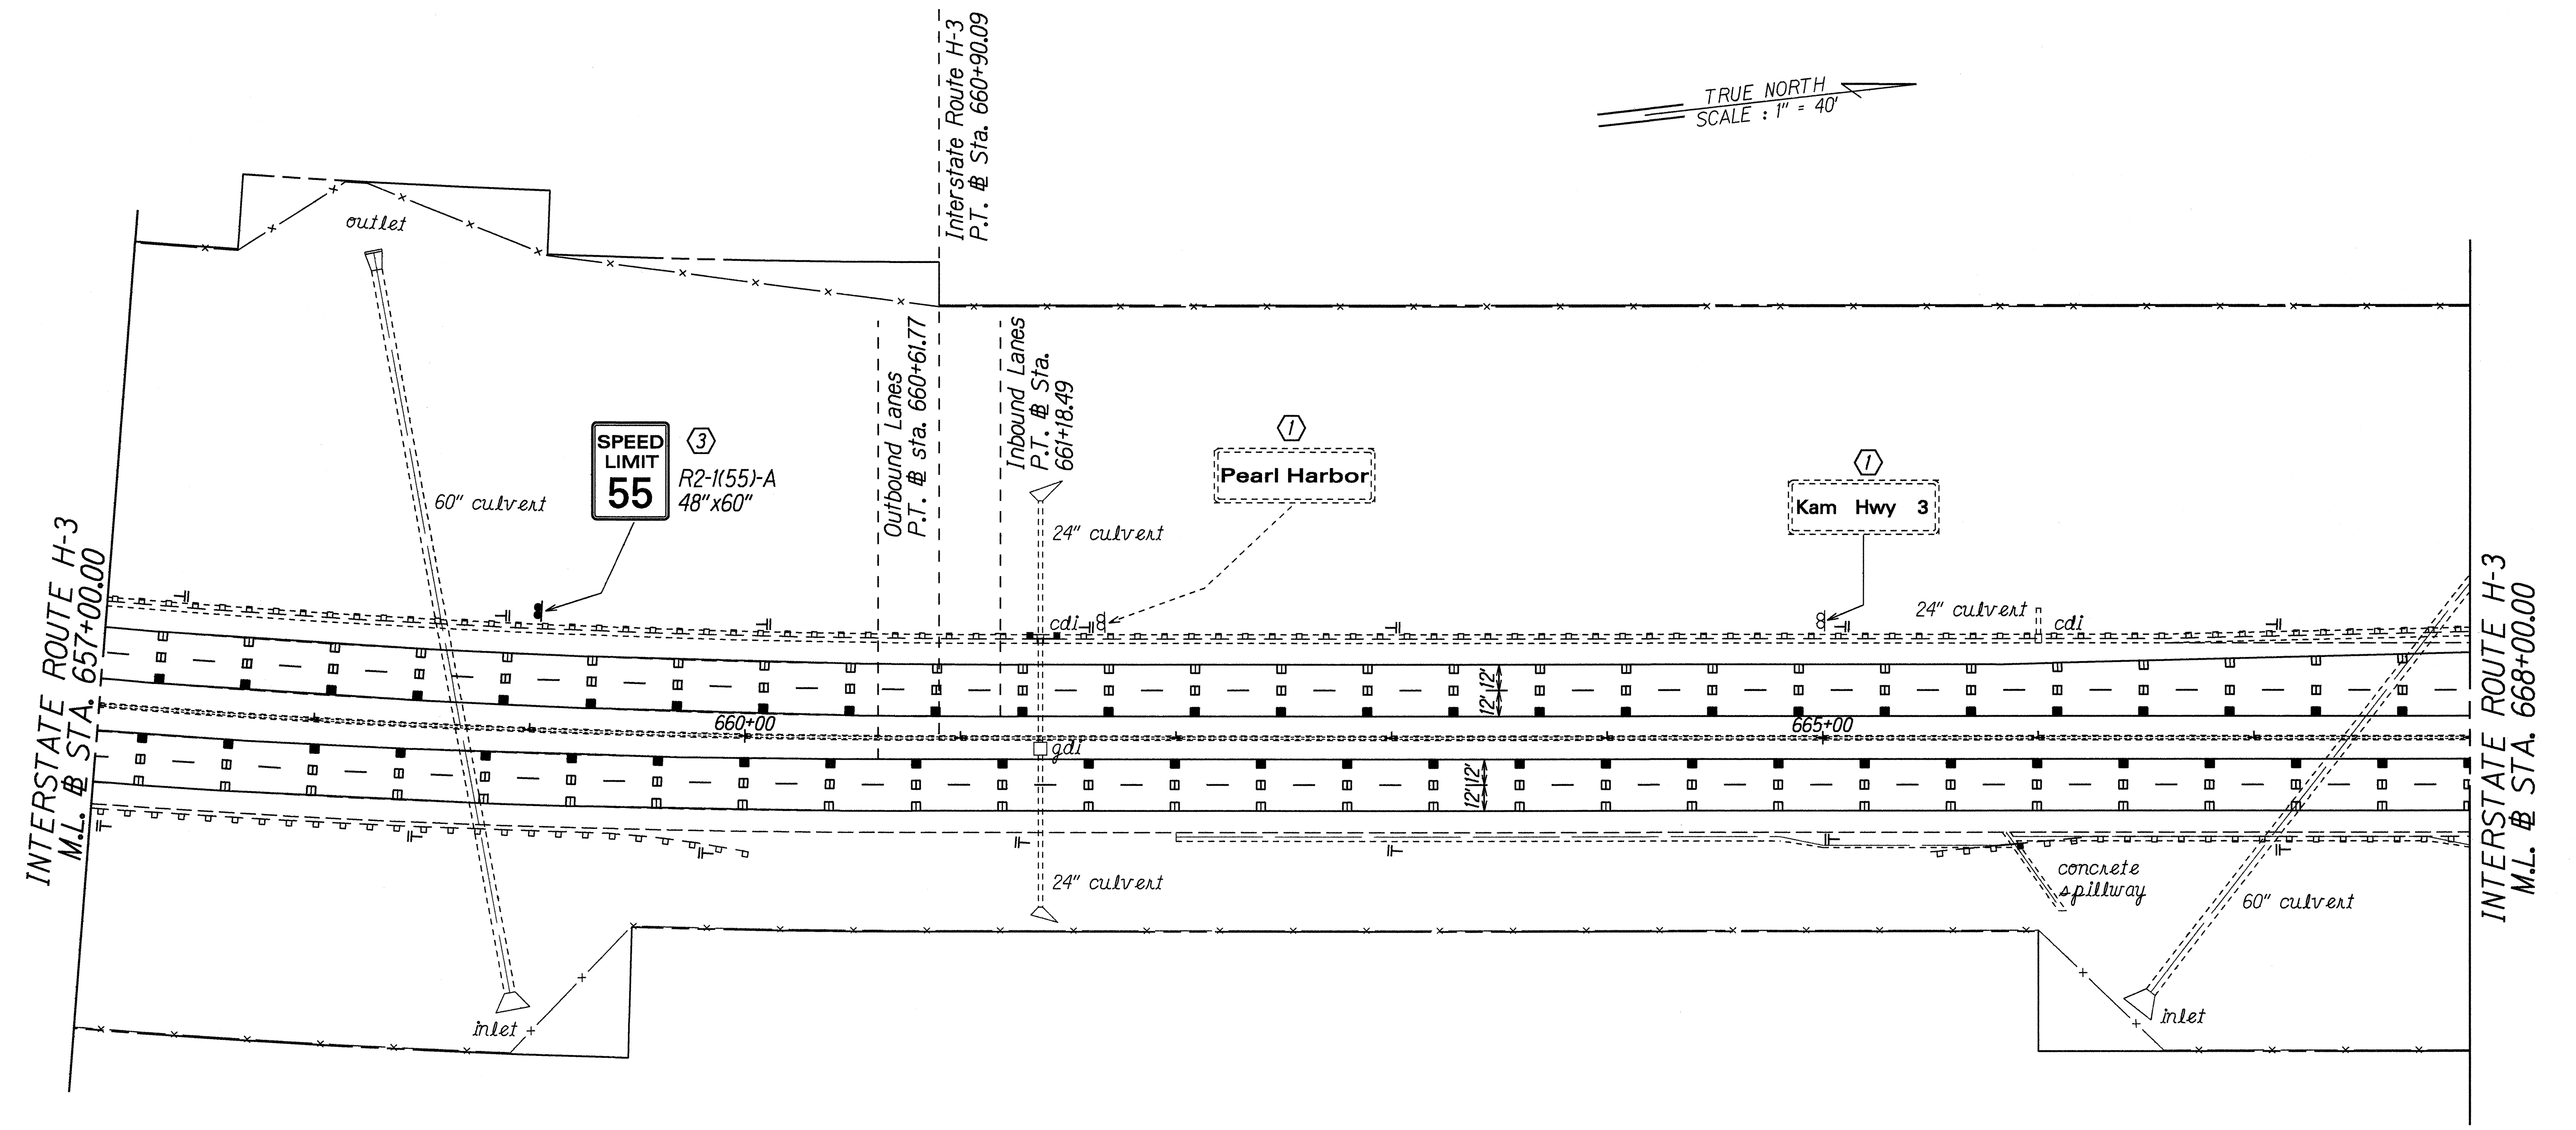 Interstate Route H-3
P.T. ℄ Sta. 660+90.09
TRUE NORTH
SCALE : 1" = 40'
outlet
60" culvert
SPEED
LIMIT
55
3
R2-1(55)-A
48"x60"
Outbound Lanes
P.T. ℄ sta. 660+61.77
Inbound Lanes
P.T. ℄ Sta.
661+18.49
24" culvert
1
Pearl Harbor
1
Kam Hwy 3
24" culvert
cdi
cdi
INTERSTATE ROUTE H-3
M.L. ℄ STA. 657+00.00
12' 12'
660+00
665+00
gdi
12' 12'
24" culvert
concrete
spillway
60" culvert
inlet
inlet
INTERSTATE ROUTE H-3
M.L. ℄ STA. 668+00.00